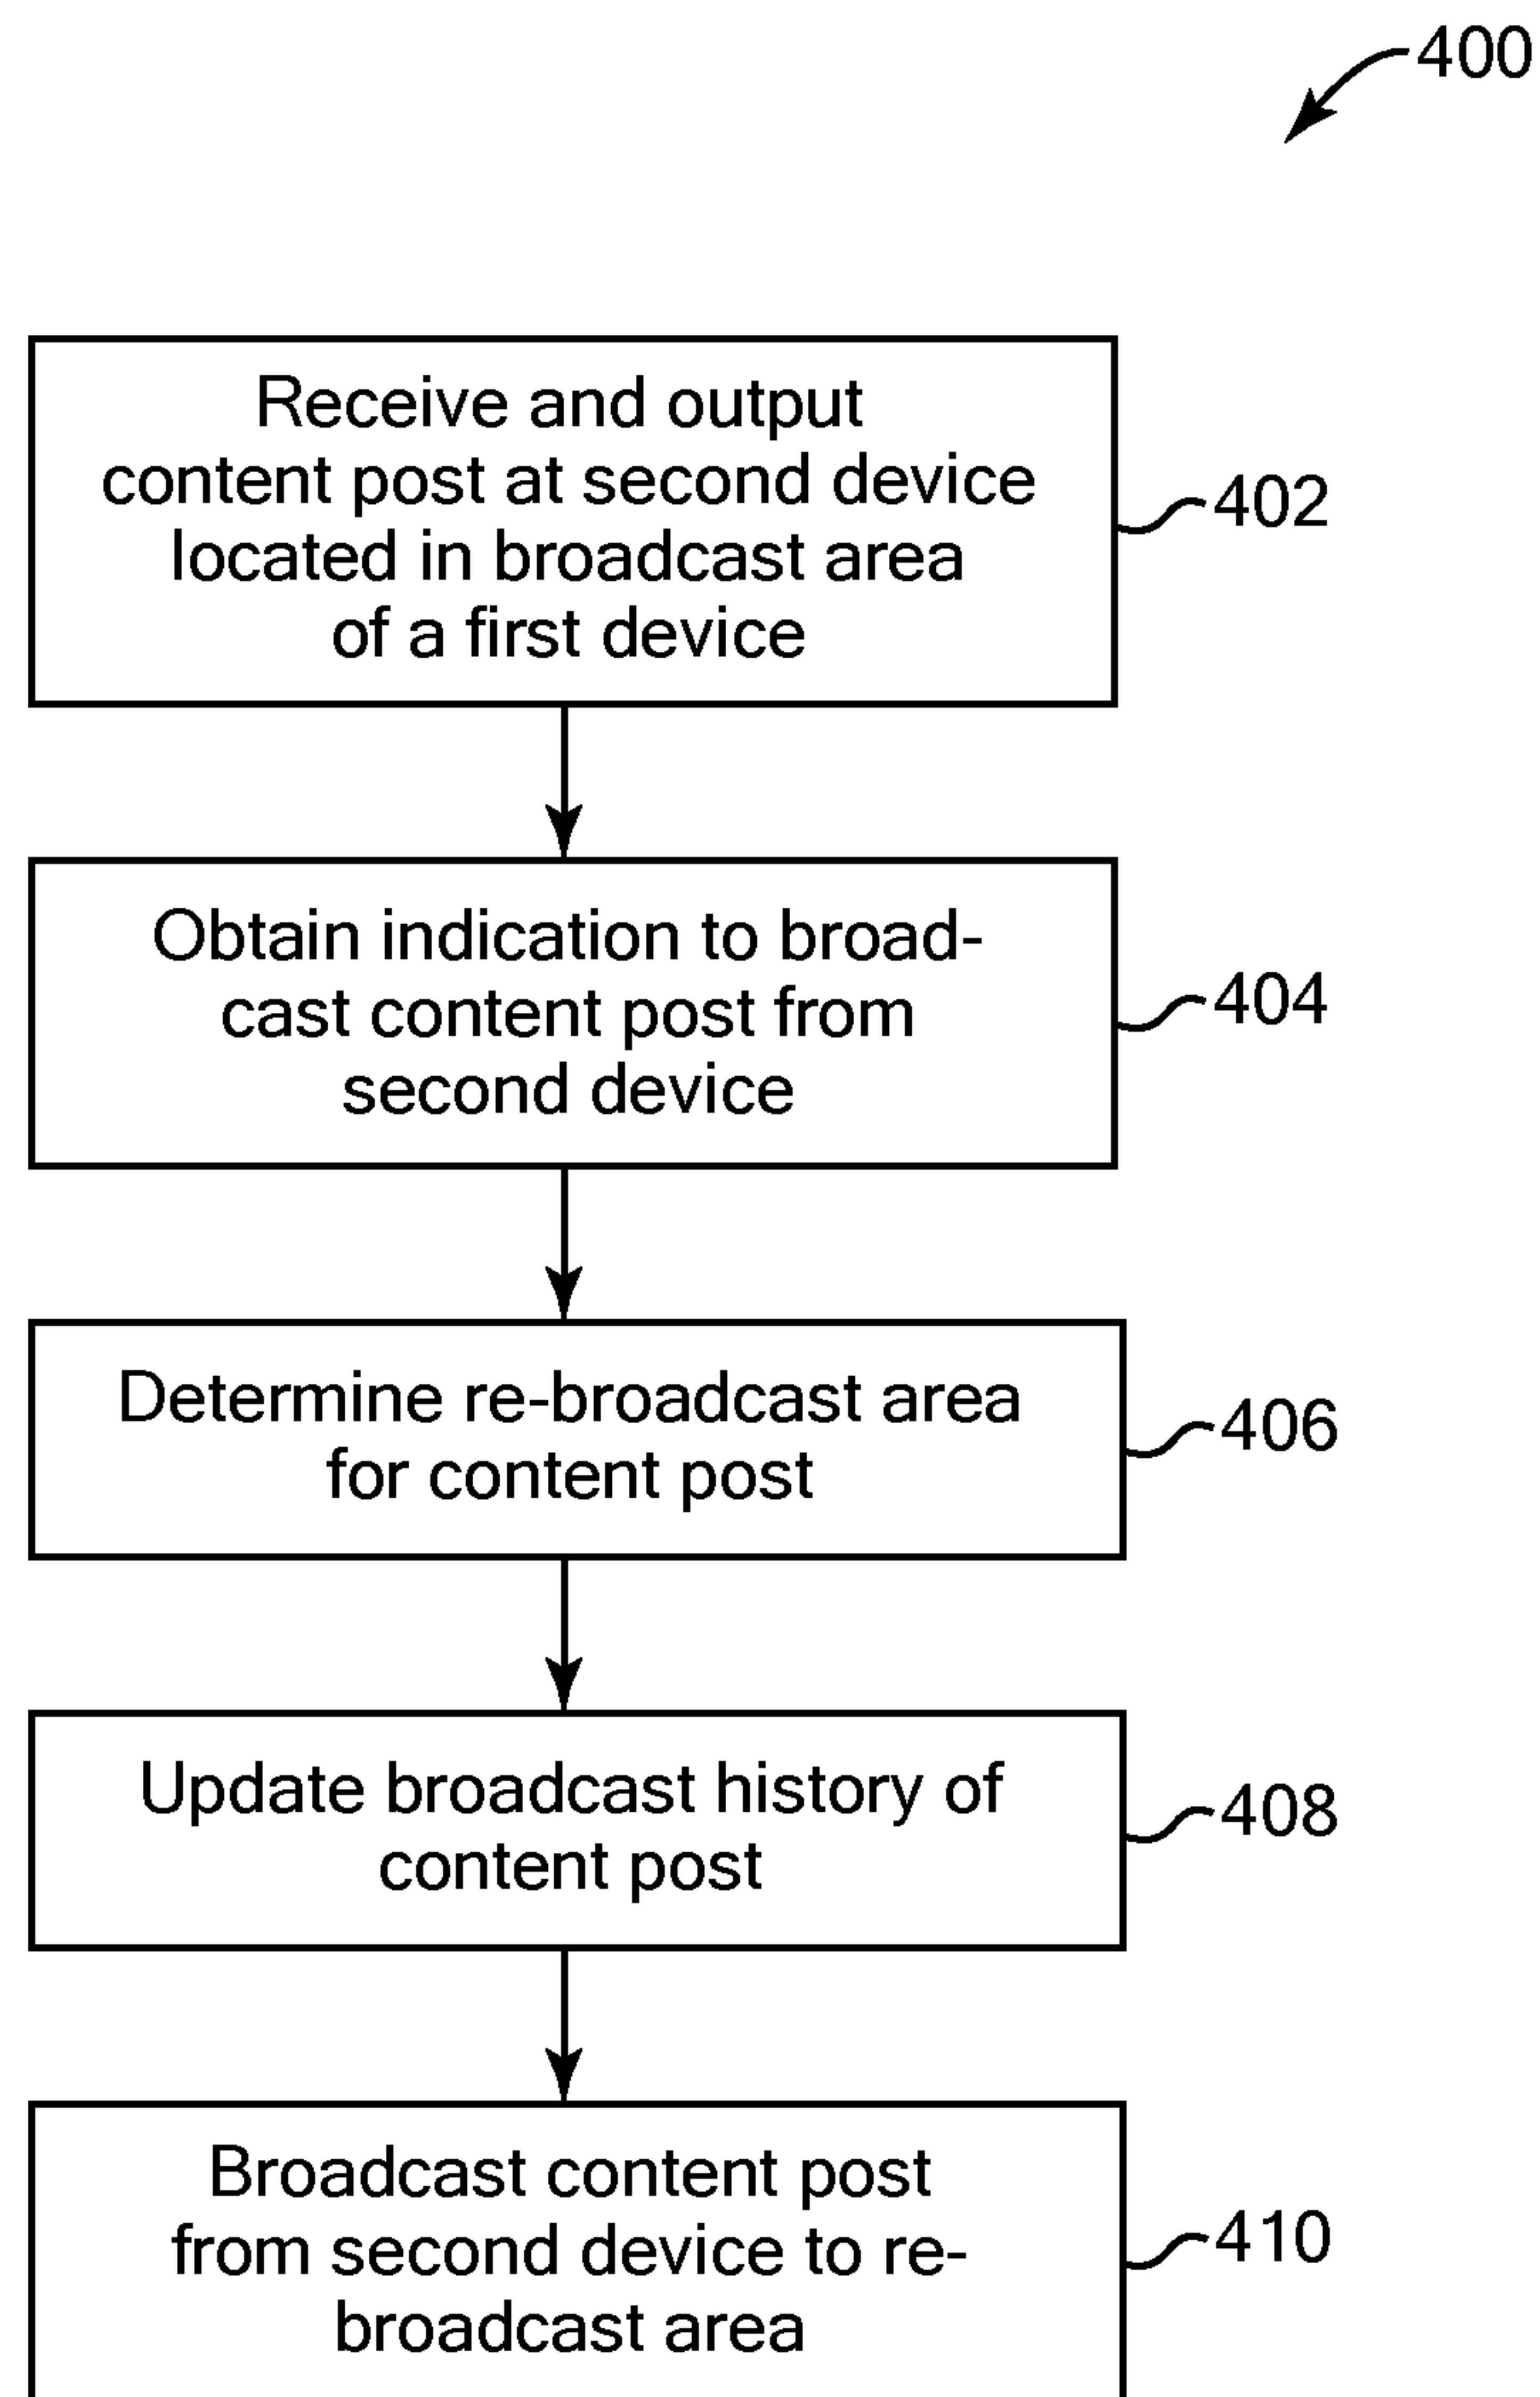 400
Receive and output
content post at second device
located in broadcast area
of a first device
402
Obtain indication to broad-
cast content post from
second device
404
Determine re-broadcast area
for content post
406
Update broadcast history of
content post
408
Broadcast content post
from second device to re-
broadcast area
410